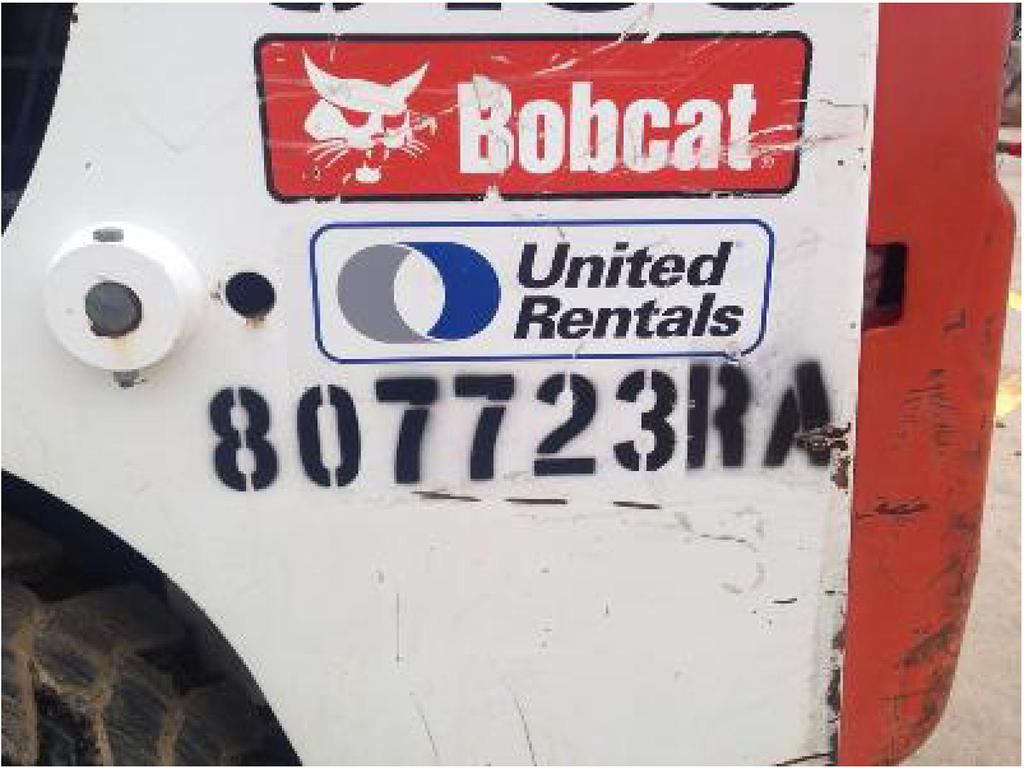 Bobcat
United
Rentals
807723RA